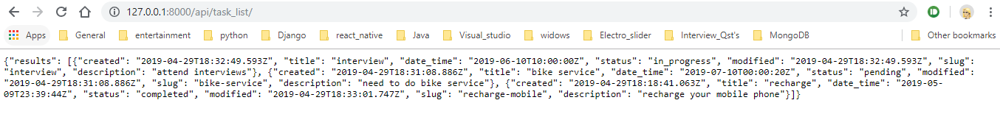 127.0.0.1:8000/api/task_list/
Apps General entertainment python Django react_native Java Visual_studio widows Electro_slider Interview_Qst's MongoDB Other bookmarks
{"results": [{"created": "2019-04-29T18:32:49.593Z", "title": "interview", "date_time": "2019-06-10T10:00:00Z", "status": "in_progress", "modified": "2019-04-29T18:32:49.593Z", "slug":
"interview", "description": "attend interviews"}, {"created": "2019-04-29T18:31:08.886Z", "title": "bike service", "date_time": "2019-07-10T00:00:20Z", "status": "pending", "modified":
"2019-04-29T18:31:08.886Z", "slug": "bike-service", "description": "need to do bike service"}, {"created": "2019-04-29T18:18:41.063Z", "title": "recharge", "date_time": "2019-05-
09T23:39:44Z", "status": "completed", "modified": "2019-04-29T18:33:01.747Z", "slug": "recharge-mobile", "description": "recharge your mobile phone"}]}